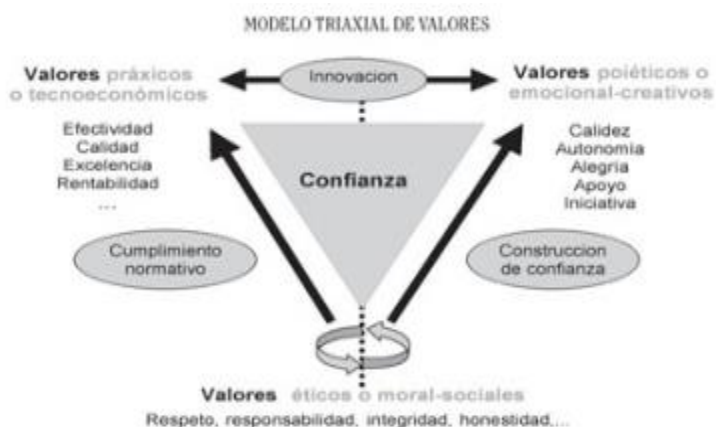 MODELO TRIAXIAL DE VALORES
Innovacion
Valores práxicos
o tecnoeconómicos
Valores poiéticos o
emocional-creativos
Efectividad
Calidad
Excelencia
Rentabilidad
...
Calidez
Autonomía
Alegria
Apoyo
Iniciativa
Confianza
Cumplimiento
normativo
Construccion
de confianza
Valores éticos o moral-sociales
Respeto, responsabilidad, integridad, honestidad,...